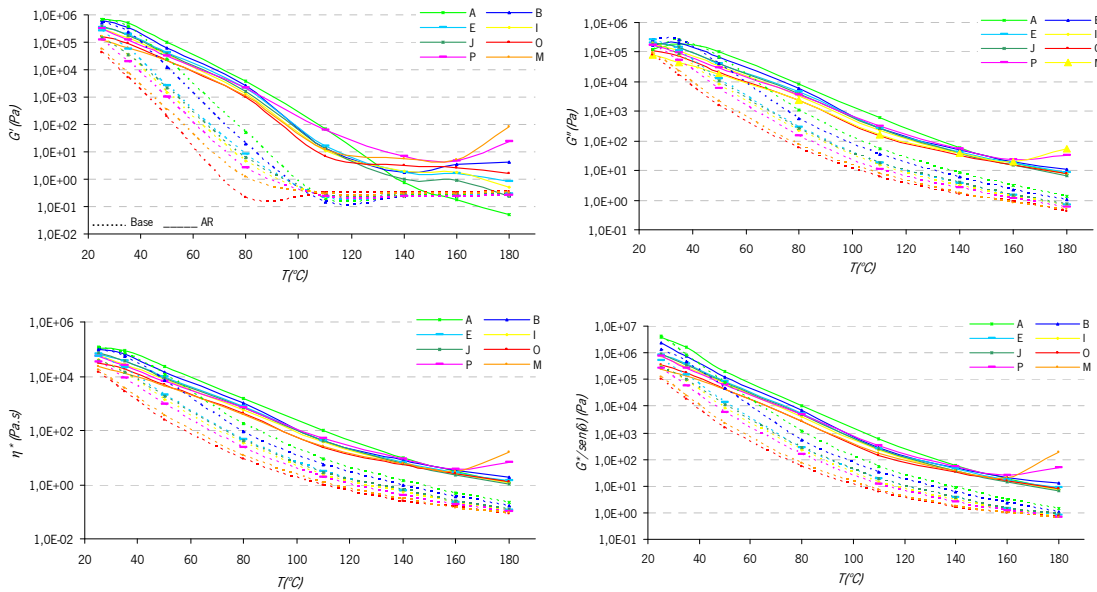 1,0E+06
1,0E+05
1,0E+04
1,0E+03
1,0E+02
1,0E+01
1,0E+00
1,0E-01
1,0E-02
G' (Pa)
20 40 60 80 100 120 140 160 180
T(°C)
A B
E I
J O
P M
Base ______ AR
1,0E+06
1,0E+05
1,0E+04
1,0E+03
1,0E+02
1,0E+01
1,0E+00
1,0E-01
G'' (Pa)
20 40 60 80 100 120 140 160 180
T(°C)
A
E I
J
P
1,0E+06
1,0E+04
1,0E+02
1,0E+00
1,0E-02
η* (Pa.s)
20 40 60 80 100 120 140 160 180
T(°C)
A B
E I
J O
P M
1,0E+07
1,0E+06
1,0E+05
1,0E+04
1,0E+03
1,0E+02
1,0E+01
1,0E+00
1,0E-01
G*/sen(δ) (Pa)
20 40 60 80 100 120 140 160 180
T(°C)
A B
E I
J O
P M